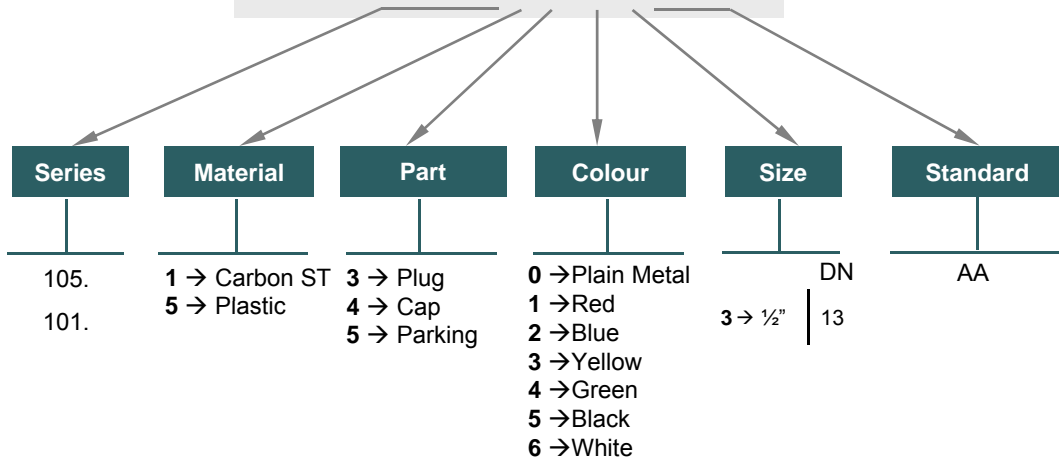 Series
Material
Part
Colour
Size
Standard
105.
101.
1 → Carbon ST
5 → Plastic
3 → Plug
4 → Cap
5 → Parking
0 →Plain Metal
1 →Red
2 →Blue
3 →Yellow
4 →Green
5 →Black
6 →White
DN
3 → ½” 13
AA